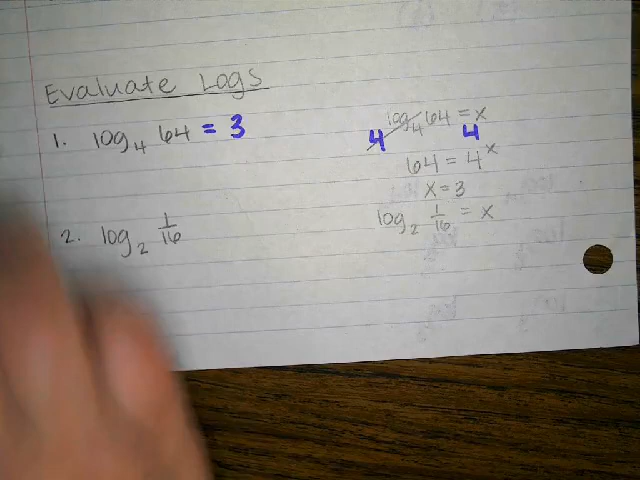 Evaluate Logs
1. log₄ 64 = 3
log₄ 64 = x
4 4
64 = 4ˣ
x = 3
2. log₂ 1/16
log₂ 1/16 = x